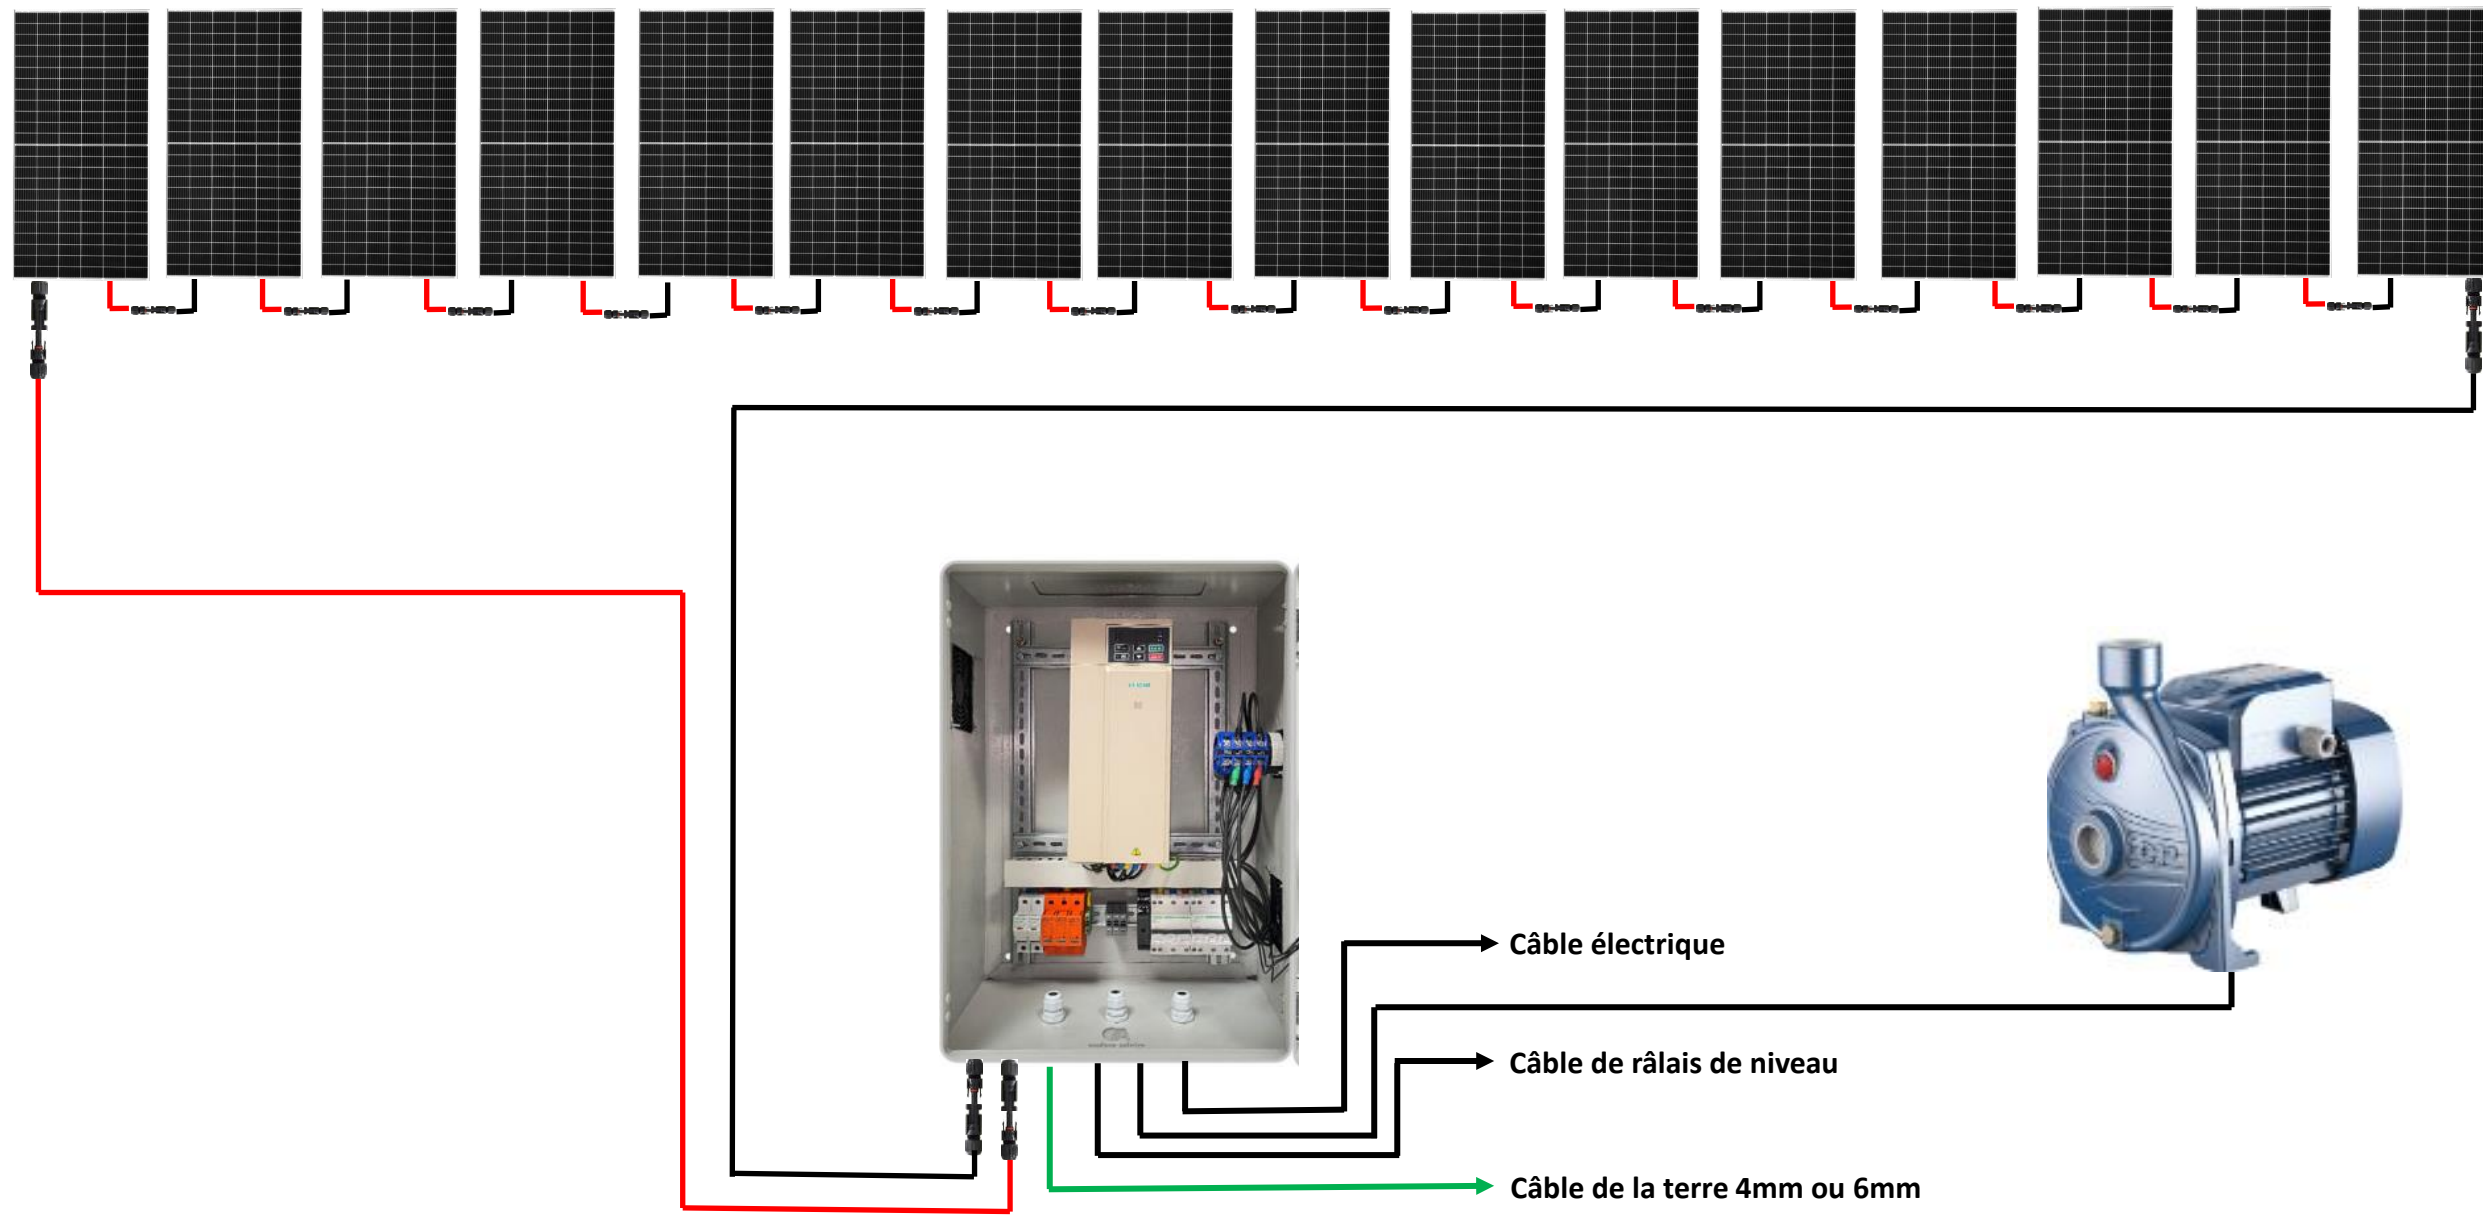 Câble électrique
Câble de râlais de niveau
Câble de la terre 4mm ou 6mm